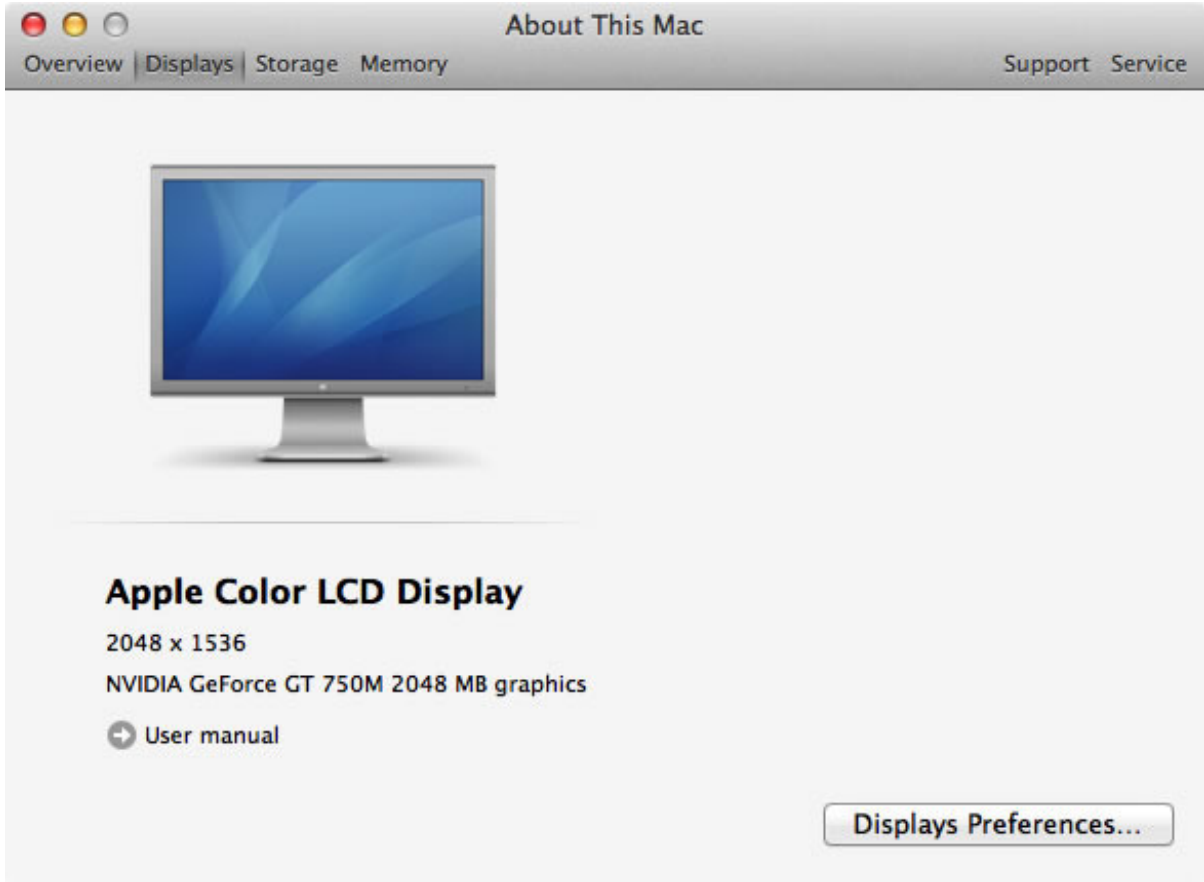 About This Mac
Overview Displays Storage Memory Support Service
Apple Color LCD Display
2048 x 1536
NVIDIA GeForce GT 750M 2048 MB graphics
User manual
Displays Preferences...